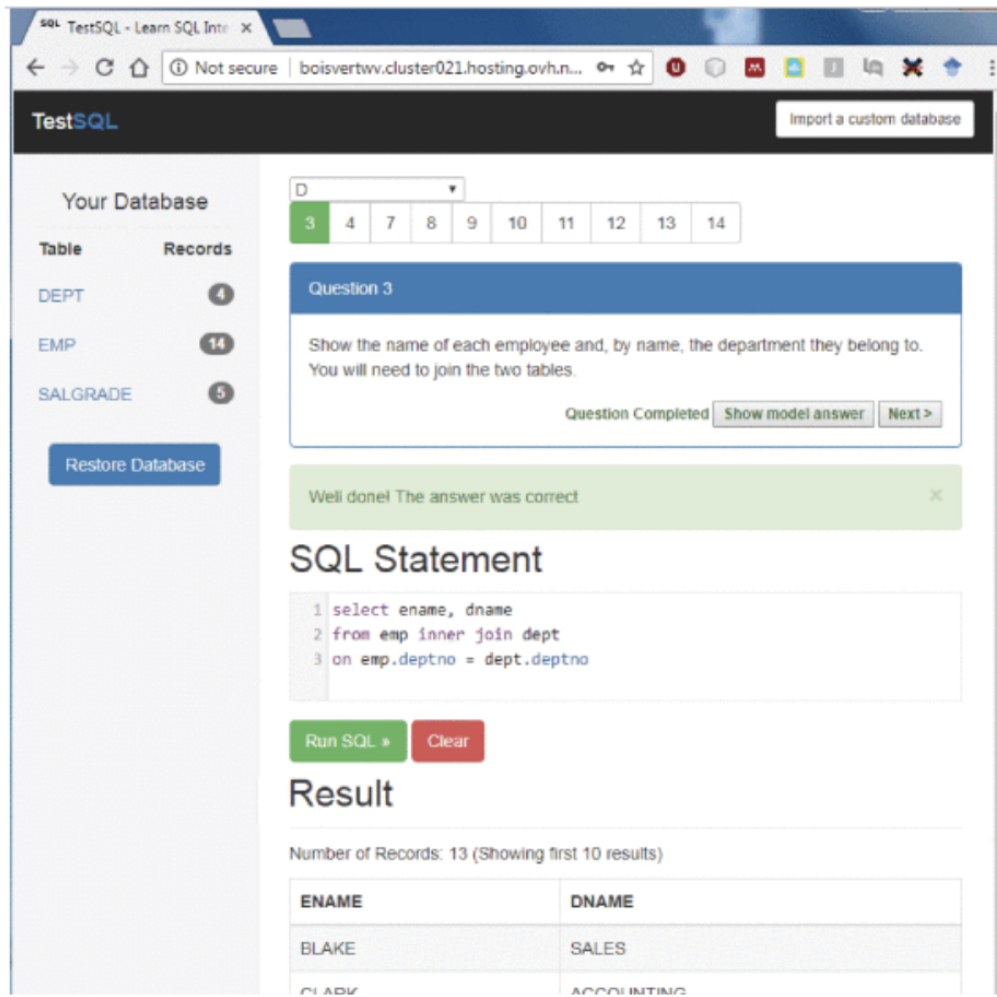 SQL TestSQL - Learn SQL Inte
Not secure | boisvertwv.cluster021.hosting.ovh.n...
TestSQL
Import a custom database
Your Database
Table Records
DEPT 4
EMP 14
SALGRADE 5
Restore Database
D
3 4 7 8 9 10 11 12 13 14
Question 3
Show the name of each employee and, by name, the department they belong to.
You will need to join the two tables.
Question Completed Show model answer Next >
Well done! The answer was correct
SQL Statement
1 select ename, dname
2 from emp inner join dept
3 on emp.deptno = dept.deptno
Run SQL »
Clear
Result
Number of Records: 13 (Showing first 10 results)
ENAME DNAME
BLAKE SALES
CLARK ACCOUNTING